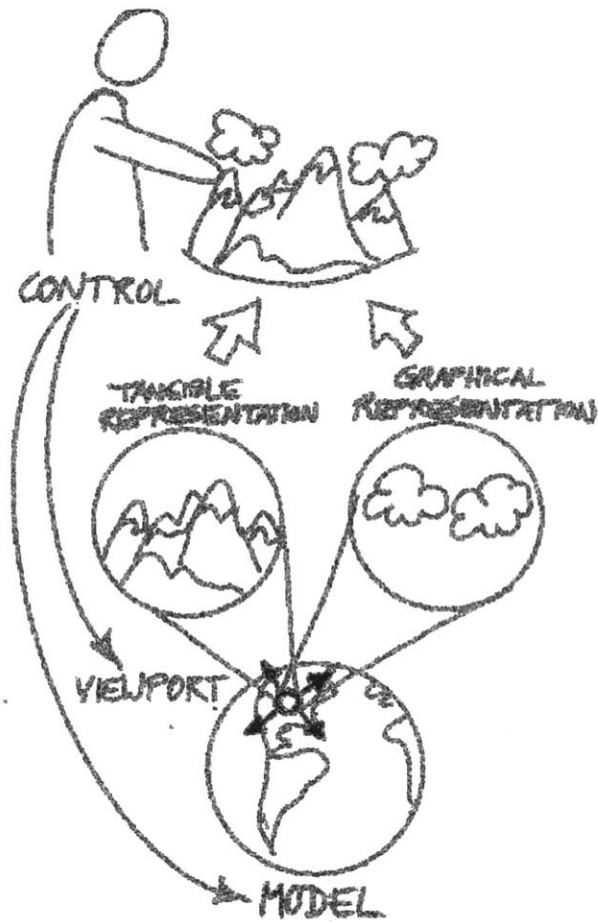 CONTROL
TANGIBLE
REPRESENTATION
GRAPHICAL
REPRESENTATION
VIEWPORT
MODEL